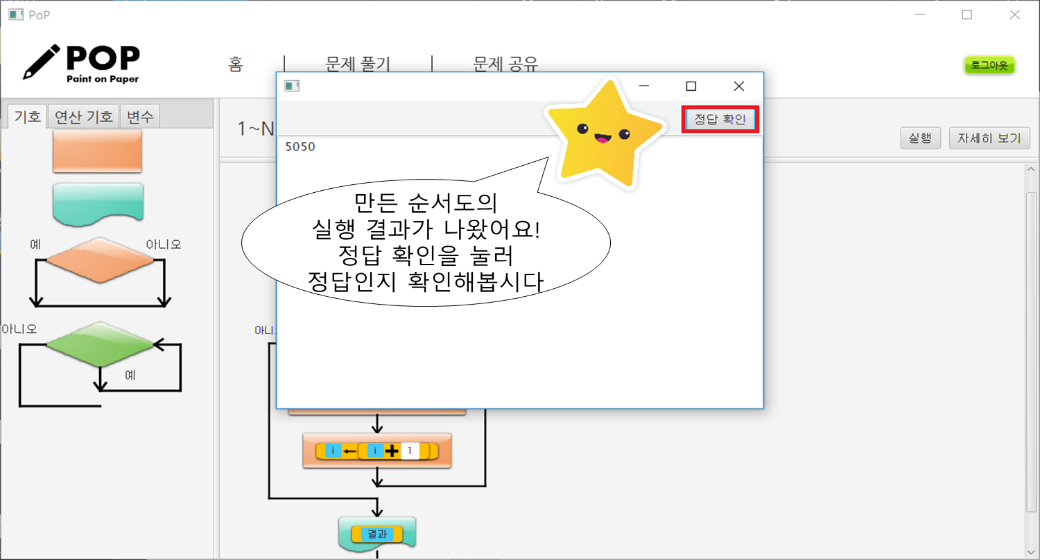 PoP
POP
Paint on Paper
홈
문제 풀기
문제 공유
로그아웃
기호
연산 기호
변수
1~N
실행
자세히 보기
정답 확인
5050
만든 순서도의
실행 결과가 나왔어요!
정답 확인을 눌러
정답인지 확인해봅시다
예
아니오
아니오
예
i
i
1
결과